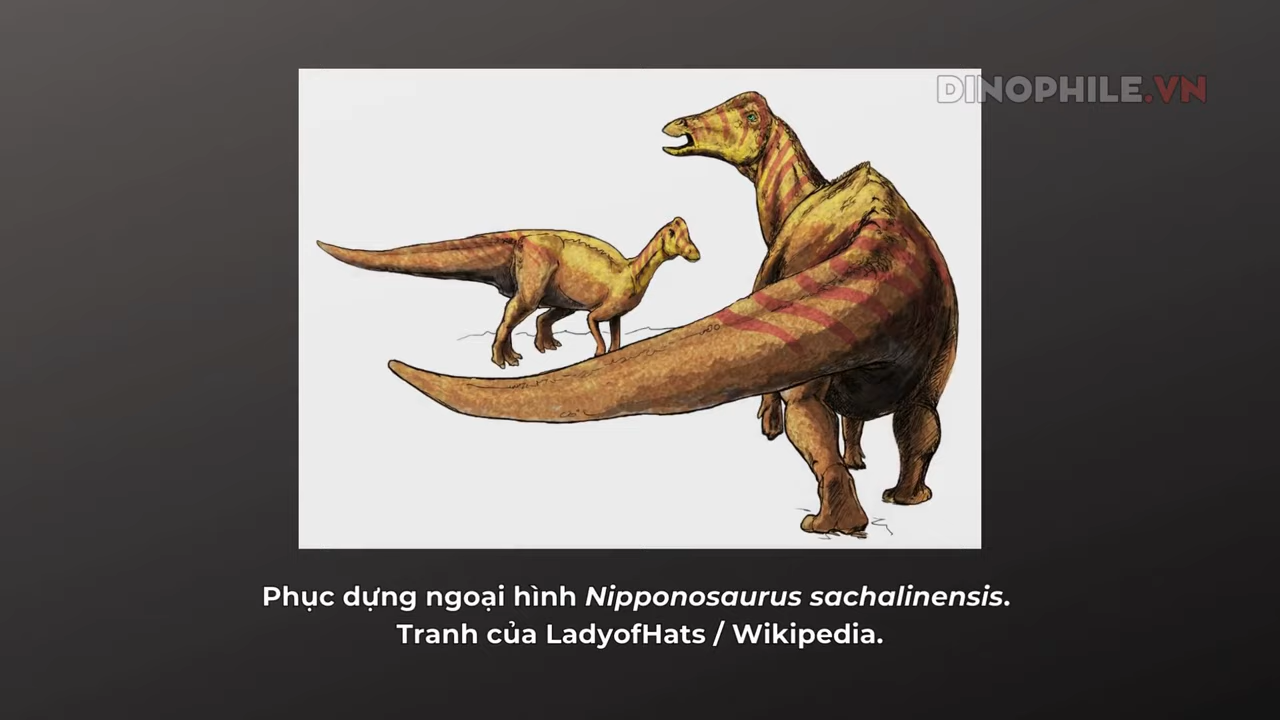 DINOPHILE.VN
Phục dựng ngoại hình Nipponosaurus sachalinensis.
Tranh của LadyofHats / Wikipedia.